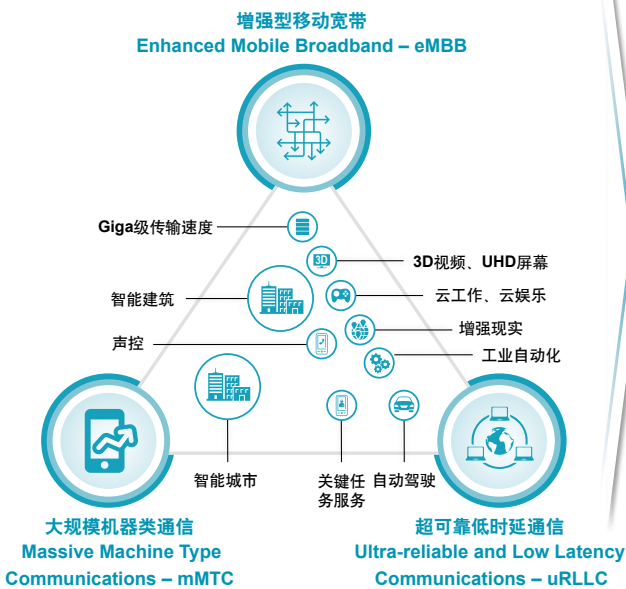 增强型移动宽带
Enhanced Mobile Broadband – eMBB
Giga级传输速度
3D
3D视频、UHD屏幕
智能建筑
云工作、云娱乐
增强现实
声控
工业自动化
智能城市
关键任
务服务
自动驾驶
大规模机器类通信
Massive Machine Type
Communications – mMTC
超可靠低时延通信
Ultra-reliable and Low Latency
Communications – uRLLC